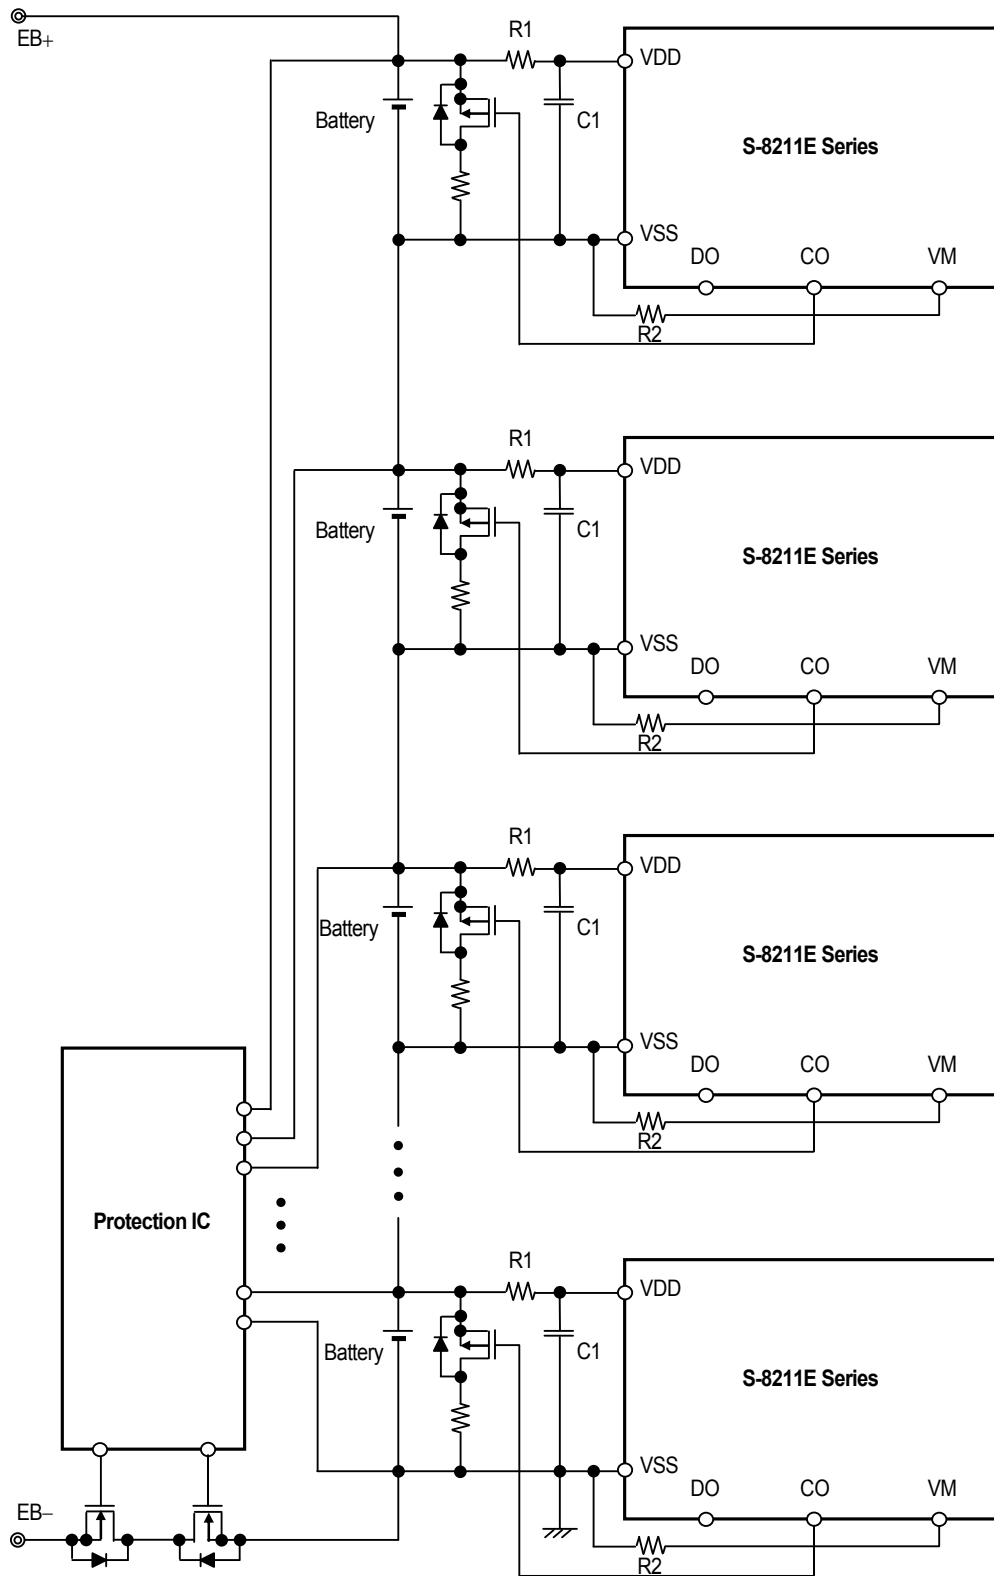 EB+
R1
VDD
Battery
C1
S-8211E Series
VSS
DO
CO
VM
R2
R1
VDD
Battery
C1
S-8211E Series
VSS
DO
CO
VM
R2
R1
VDD
Battery
C1
S-8211E Series
VSS
DO
CO
VM
R2
Protection IC
R1
VDD
Battery
C1
S-8211E Series
VSS
DO
CO
VM
EB−
R2